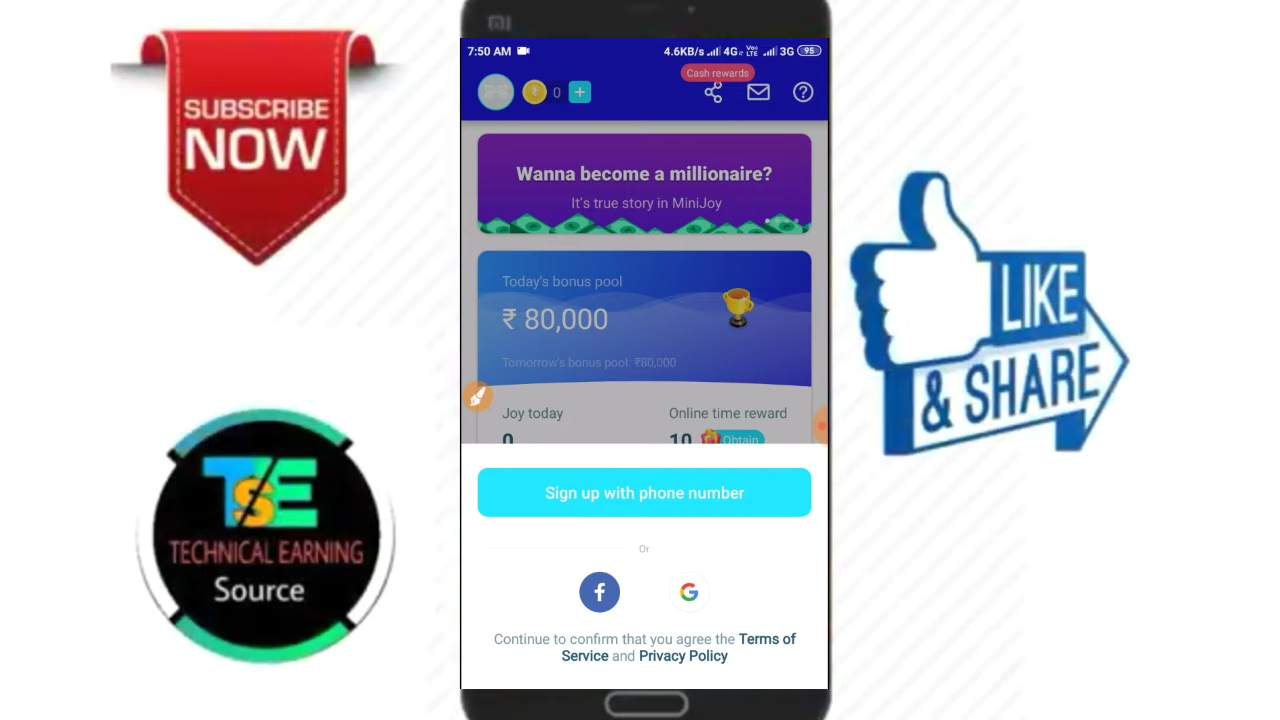 SUBSCRIBE
NOW
TSE
TECHNICAL EARNING
Source
7:50 AM
4.6KB/s 4G Vo) LTE 3G 95
Cash rewards
0
Wanna become a millionaire?
It's true story in MiniJoy
Today's bonus pool
₹ 80,000
Tomorrow's bonus pool: ₹80,000
Joy today
Online time reward
0
10 Obtain
Sign up with phone number
Or
Continue to confirm that you agree the Terms of
Service and Privacy Policy
LIKE
& SHARE